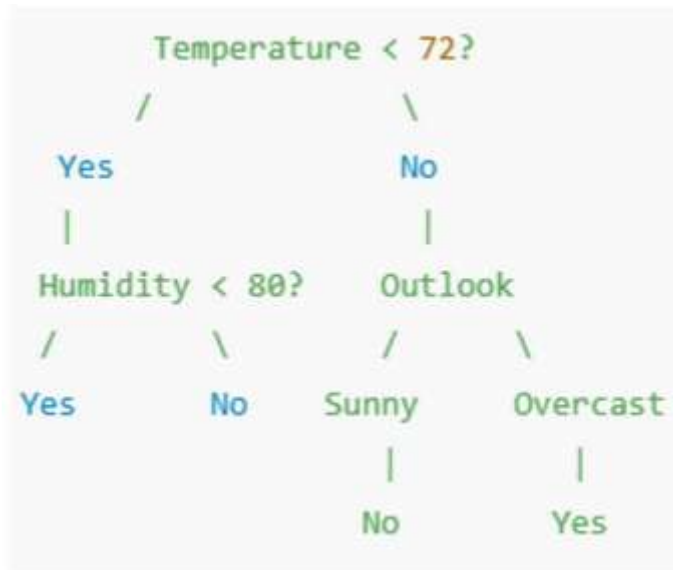 Temperature < 72?
/ \
Yes No
| |
Humidity < 80? Outlook
/ \ / \
Yes No Sunny Overcast
| |
No Yes